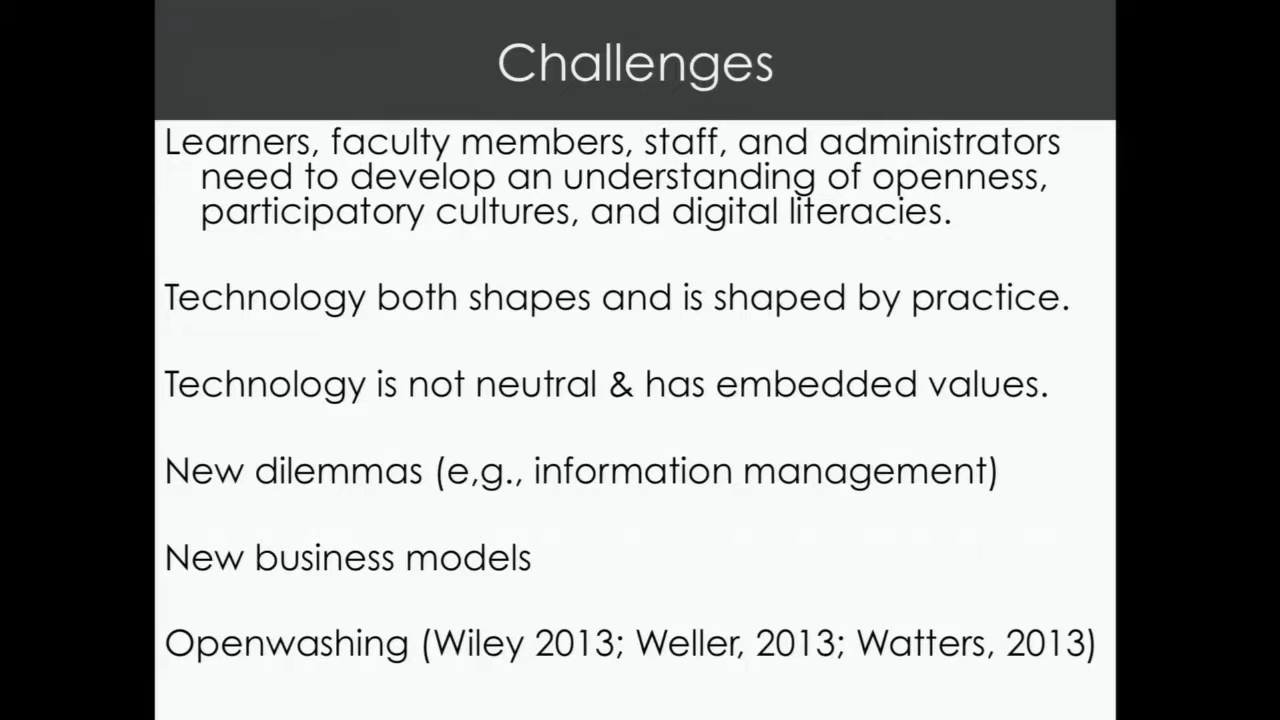 Challenges
Learners, faculty members, staff, and administrators
need to develop an understanding of openness,
participatory cultures, and digital literacies.
Technology both shapes and is shaped by practice.
Technology is not neutral & has embedded values.
New dilemmas (e,g., information management)
New business models
Openwashing (Wiley 2013; Weller, 2013; Watters, 2013)